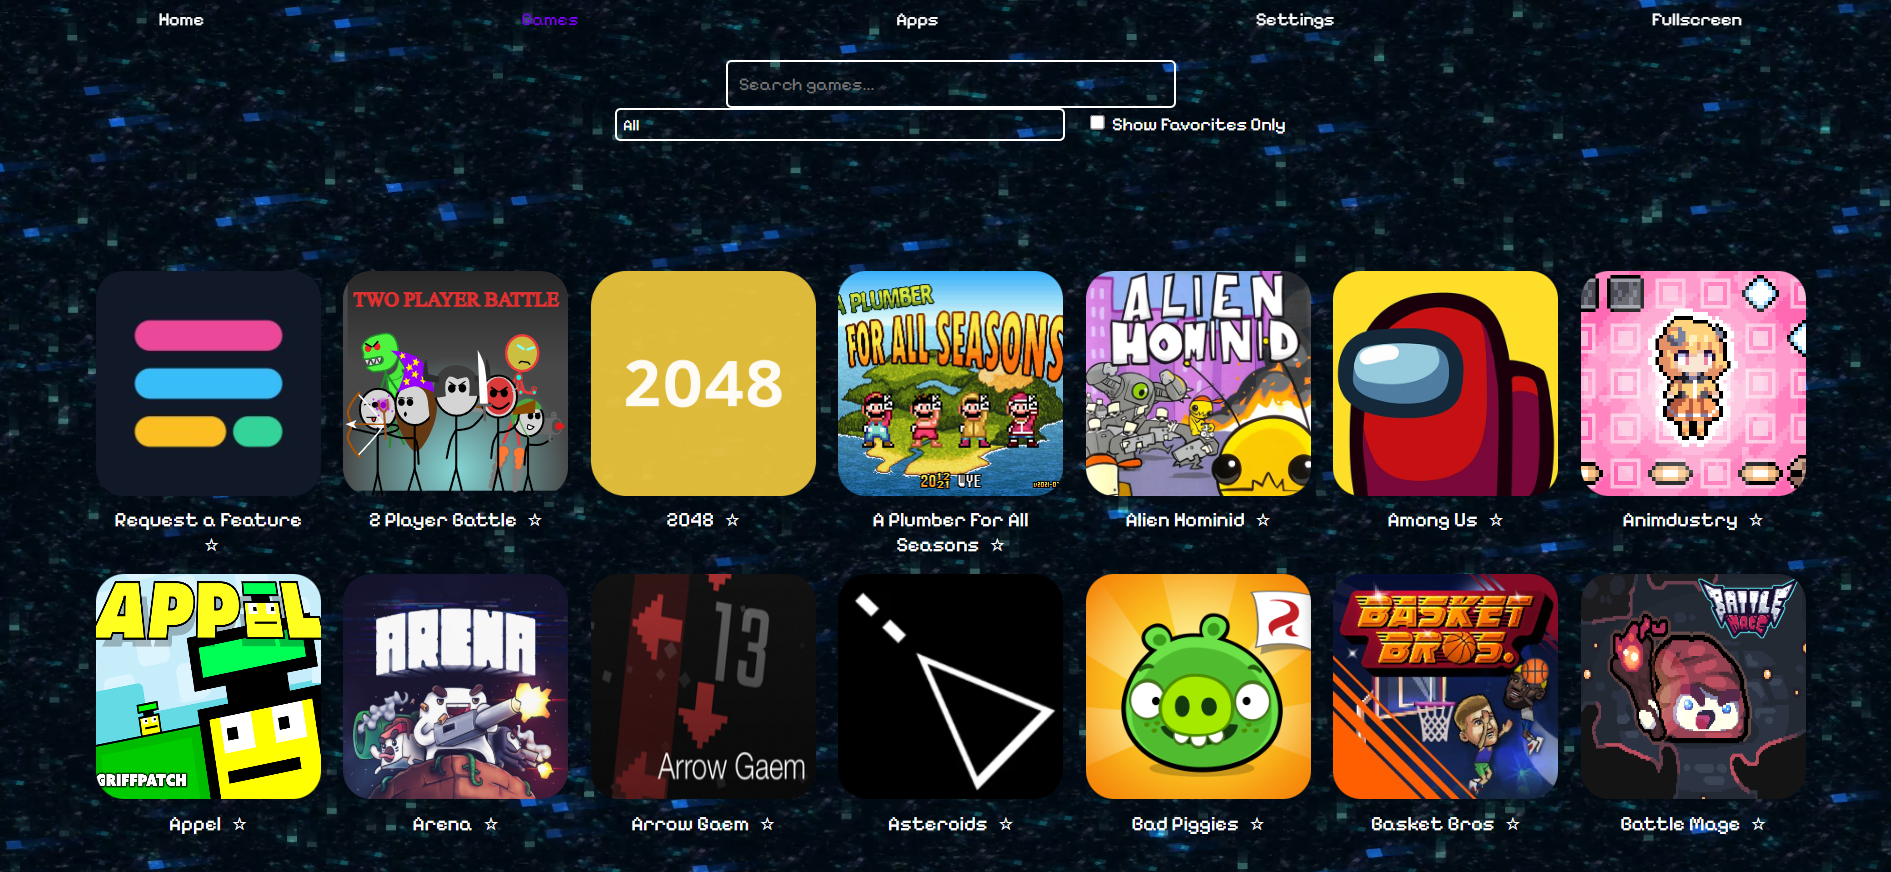 Home
Games
Apps
Settings
Fullscreen
Search games...
All
Show Favorites Only
TWO PLAYER BATTLE
2048
A PLUMBER
FOR ALL SEASONS
2012
2021
WYE
ALIEN
HOMINID
Request a Feature ☆
2 Player Battle ☆
2048 ☆
A Plumber For All
Seasons ☆
Alien Hominid ☆
Among Us ☆
Animdustry ☆
APPEL
GRIFFPATCH
ARENA
13
Arrow Gaem
BASKET
BROS.
BATTLE
MAGE
Appel ☆
Arena ☆
Arrow Gaem ☆
Asteroids ☆
Bad Piggies ☆
Basket Bros ☆
Battle Mage ☆